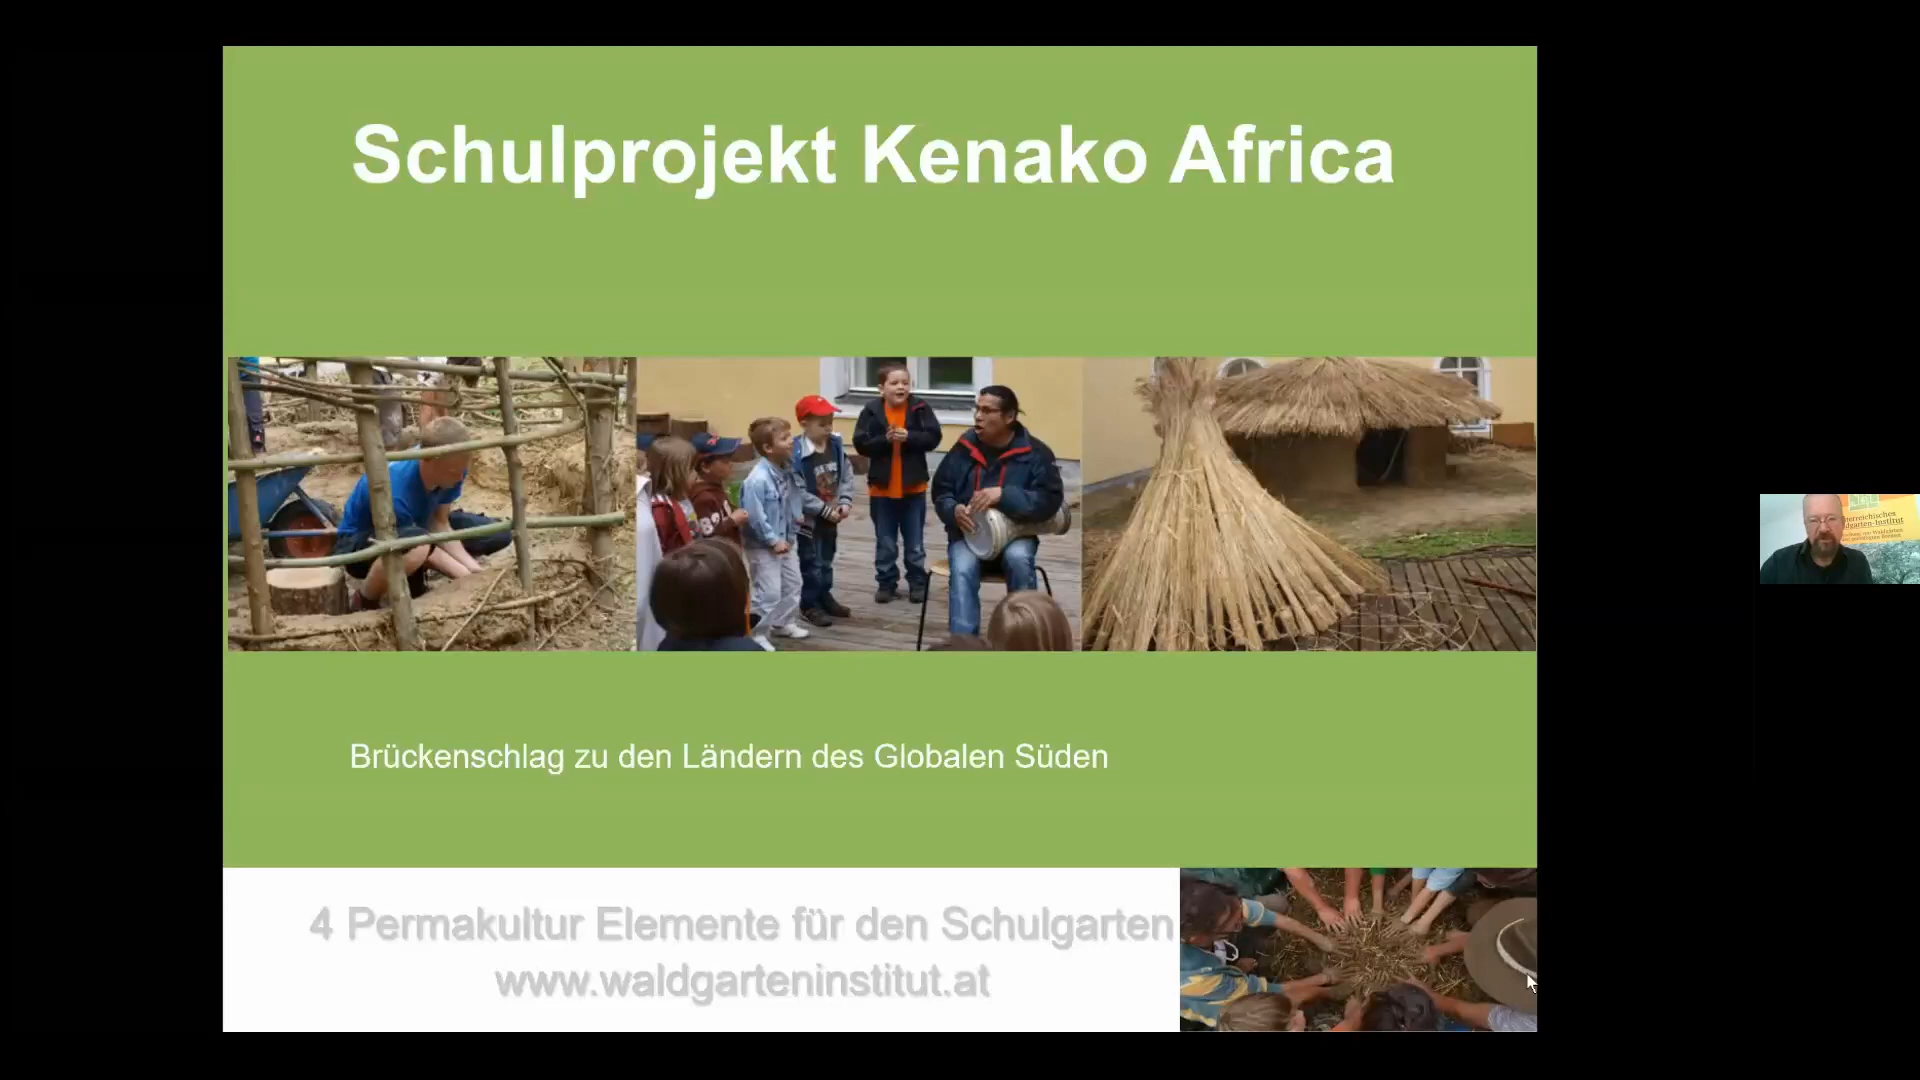 Schulprojekt Kenako Africa
Brückenschlag zu den Ländern des Globalen Süden
4 Permakultur Elemente für den Schulgarten
www.waldgarteninstitut.at